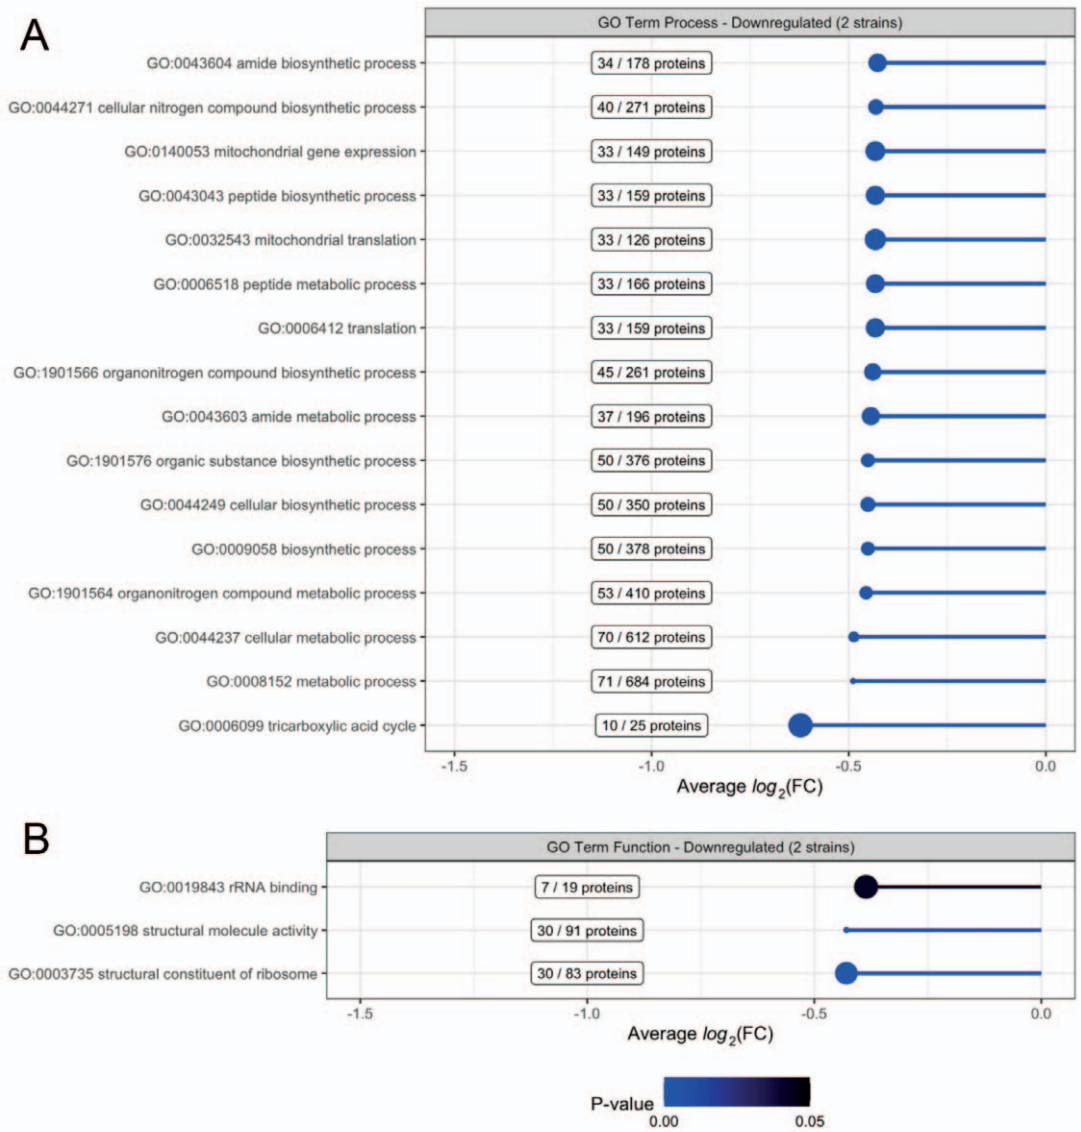 A
GO Term Process - Downregulated (2 strains)
GO:0043604 amide biosynthetic process 34 / 178 proteins
GO:0044271 cellular nitrogen compound biosynthetic process 40 / 271 proteins
GO:0140053 mitochondrial gene expression 33 / 149 proteins
GO:0043043 peptide biosynthetic process 33 / 159 proteins
GO:0032543 mitochondrial translation 33 / 126 proteins
GO:0006518 peptide metabolic process 33 / 166 proteins
GO:0006412 translation 33 / 159 proteins
GO:1901566 organonitrogen compound biosynthetic process 45 / 261 proteins
GO:0043603 amide metabolic process 37 / 196 proteins
GO:1901576 organic substance biosynthetic process 50 / 376 proteins
GO:0044249 cellular biosynthetic process 50 / 350 proteins
GO:0009058 biosynthetic process 50 / 378 proteins
GO:1901564 organonitrogen compound metabolic process 53 / 410 proteins
GO:0044237 cellular metabolic process 70 / 612 proteins
GO:0008152 metabolic process 71 / 684 proteins
GO:0006099 tricarboxylic acid cycle 10 / 25 proteins
-1.5 -1.0 -0.5 0.0
Average log2(FC)
B
GO Term Function - Downregulated (2 strains)
GO:0019843 rRNA binding 7 / 19 proteins
GO:0005198 structural molecule activity 30 / 91 proteins
GO:0003735 structural constituent of ribosome 30 / 83 proteins
-1.5 -1.0 -0.5 0.0
Average log2(FC)
P-value
0.00 0.05